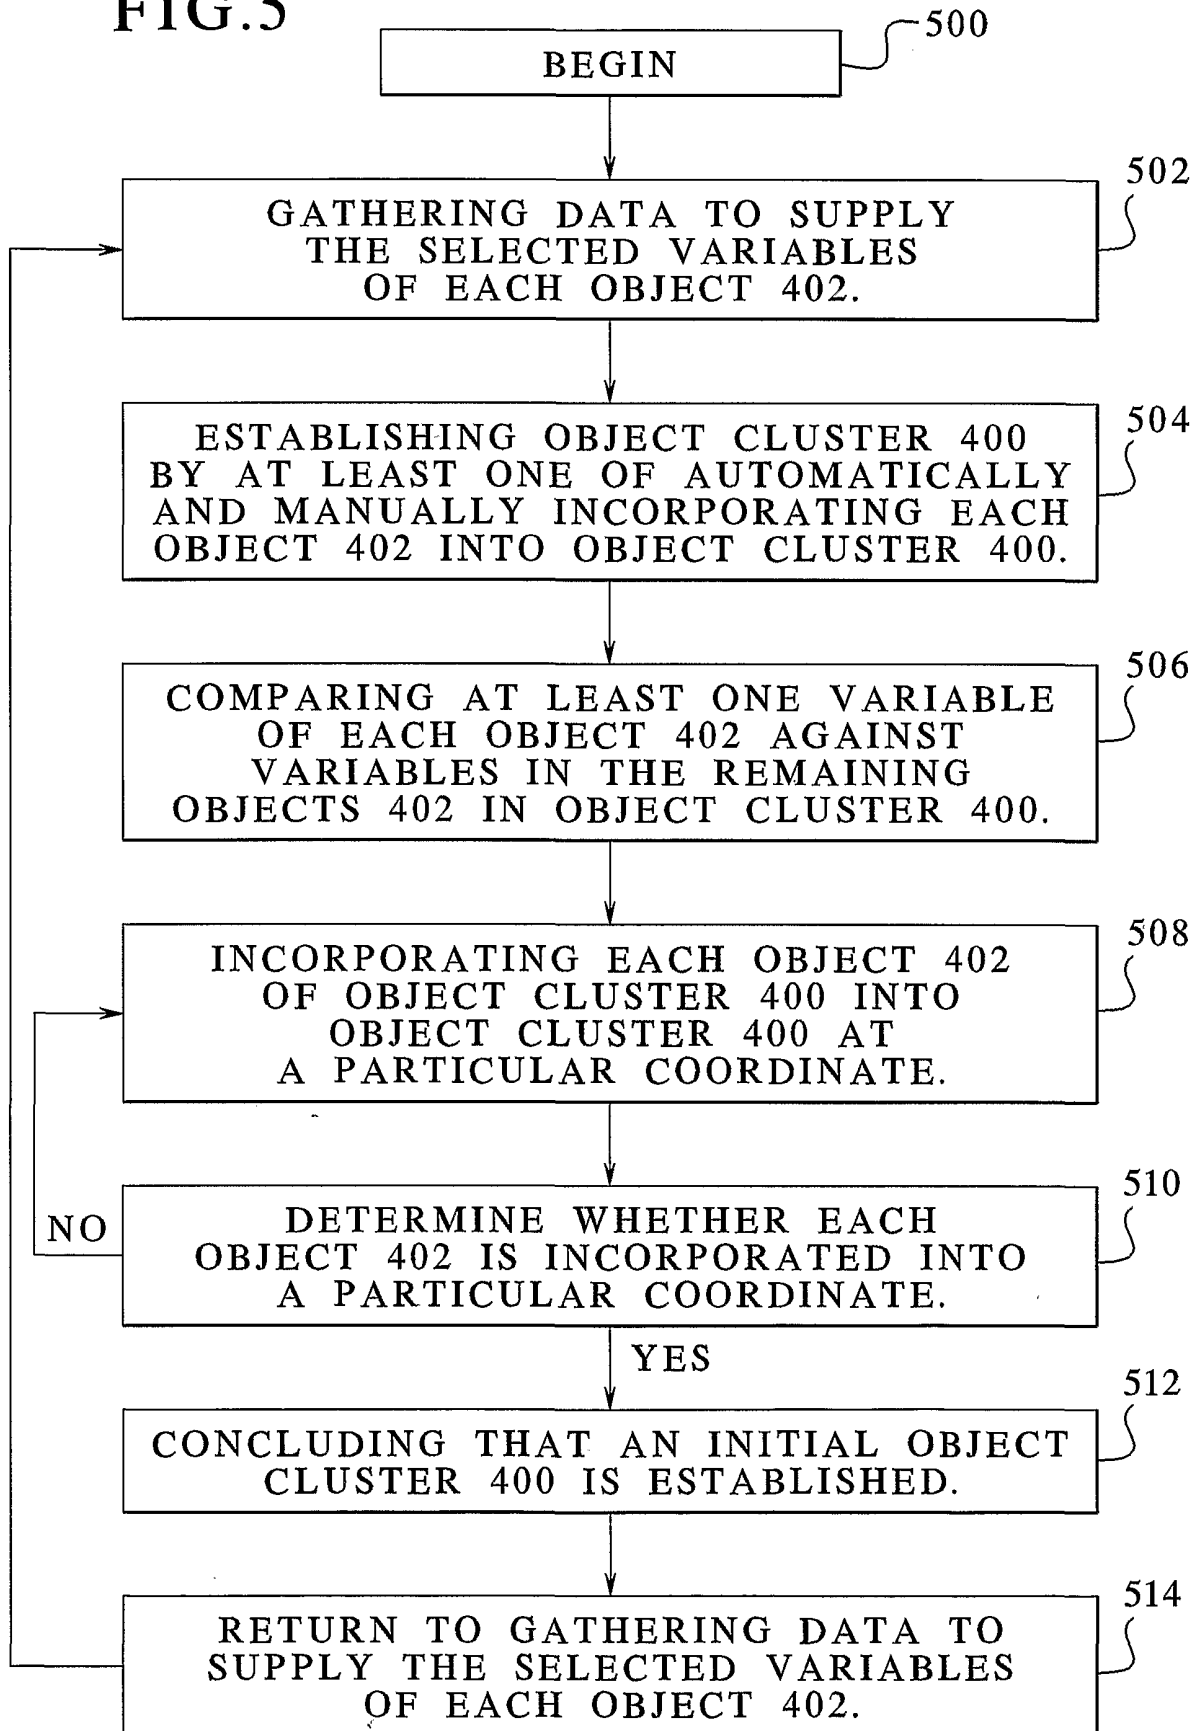 FIG.5
BEGIN
500
502
GATHERING DATA TO SUPPLY
THE SELECTED VARIABLES
OF EACH OBJECT 402.
504
ESTABLISHING OBJECT CLUSTER 400
BY AT LEAST ONE OF AUTOMATICALLY
AND MANUALLY INCORPORATING EACH
OBJECT 402 INTO OBJECT CLUSTER 400.
506
COMPARING AT LEAST ONE VARIABLE
OF EACH OBJECT 402 AGAINST
VARIABLES IN THE REMAINING
OBJECTS 402 IN OBJECT CLUSTER 400.
508
INCORPORATING EACH OBJECT 402
OF OBJECT CLUSTER 400 INTO
OBJECT CLUSTER 400 AT
A PARTICULAR COORDINATE.
510
NO
DETERMINE WHETHER EACH
OBJECT 402 IS INCORPORATED INTO
A PARTICULAR COORDINATE.
YES
512
CONCLUDING THAT AN INITIAL OBJECT
CLUSTER 400 IS ESTABLISHED.
514
RETURN TO GATHERING DATA TO
SUPPLY THE SELECTED VARIABLES
OF EACH OBJECT 402.